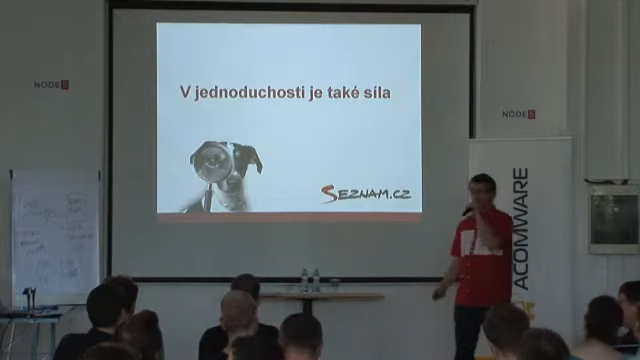 V jednoduchosti je také síla
NODE5
NODE5
SEZNAM.CZ
ACOMWARE